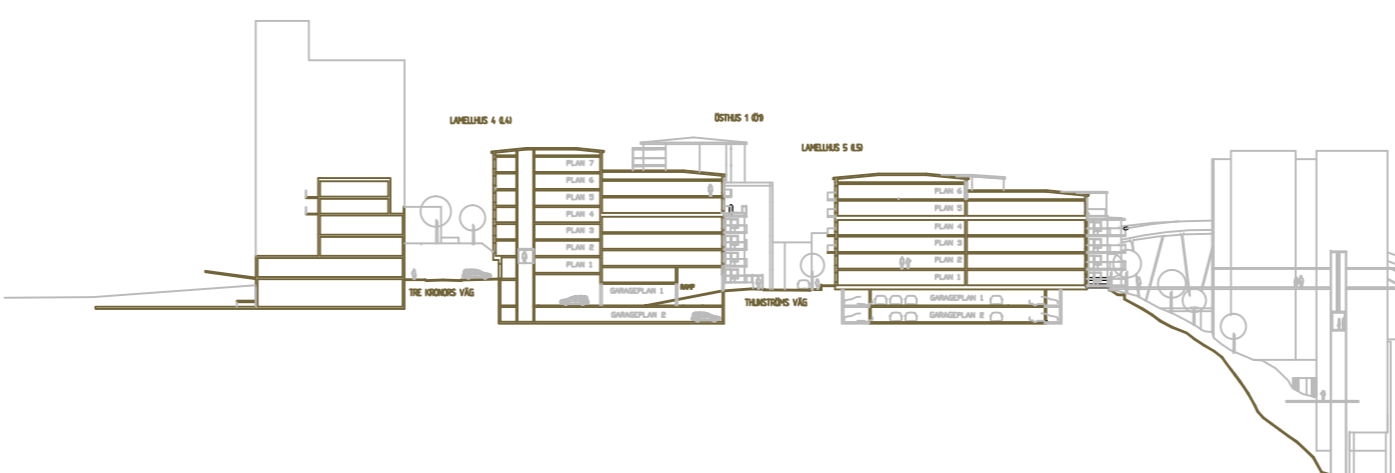 LAMELLHUS 4 (L4)
ÖSTHUS 1 (Ö1)
LAMELLHUS 5 (L5)
PLAN 7
PLAN 6
PLAN 5
PLAN 4
PLAN 3
PLAN 2
PLAN 1
GARAGEPLAN 1
RAMP
GARAGEPLAN 2
TRE KRONORS VÄG
THUNSTRÖMS VÄG
PLAN 6
PLAN 5
PLAN 4
PLAN 3
PLAN 2
PLAN 1
GARAGEPLAN 1
GARAGEPLAN 2